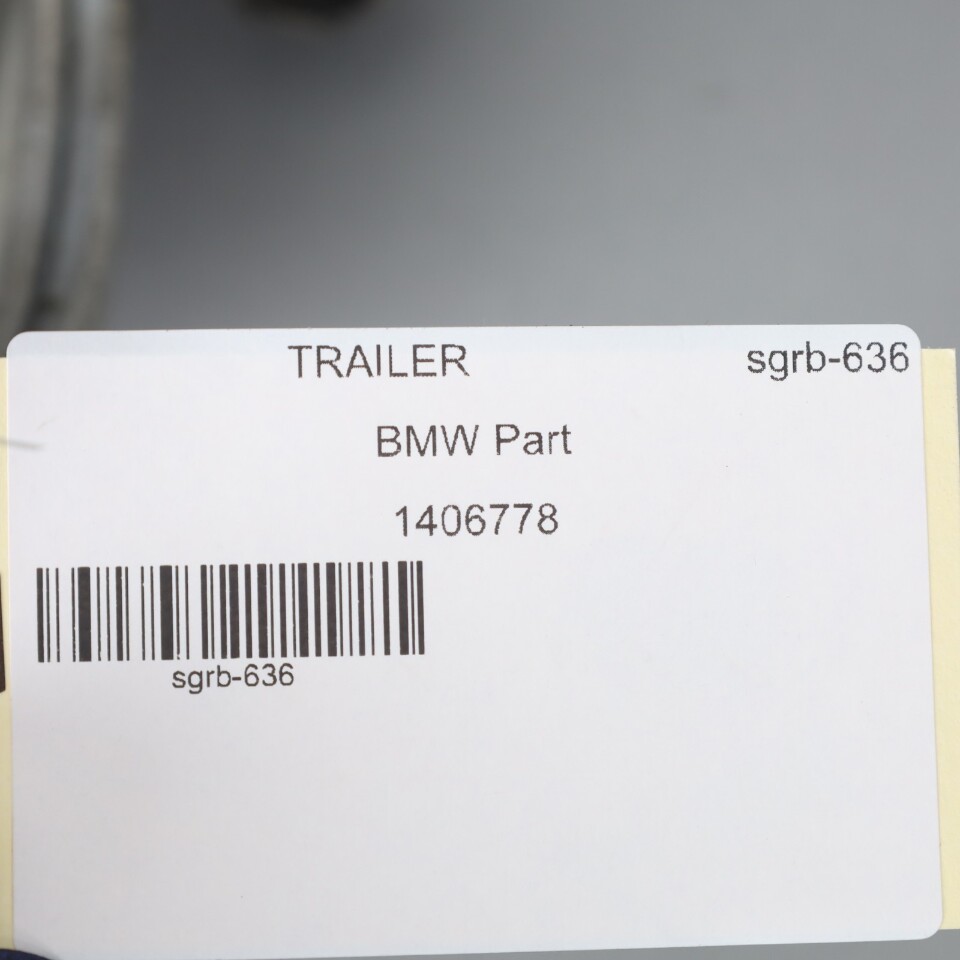 TRAILER sgrb-636
BMW Part
1406778
sgrb-636